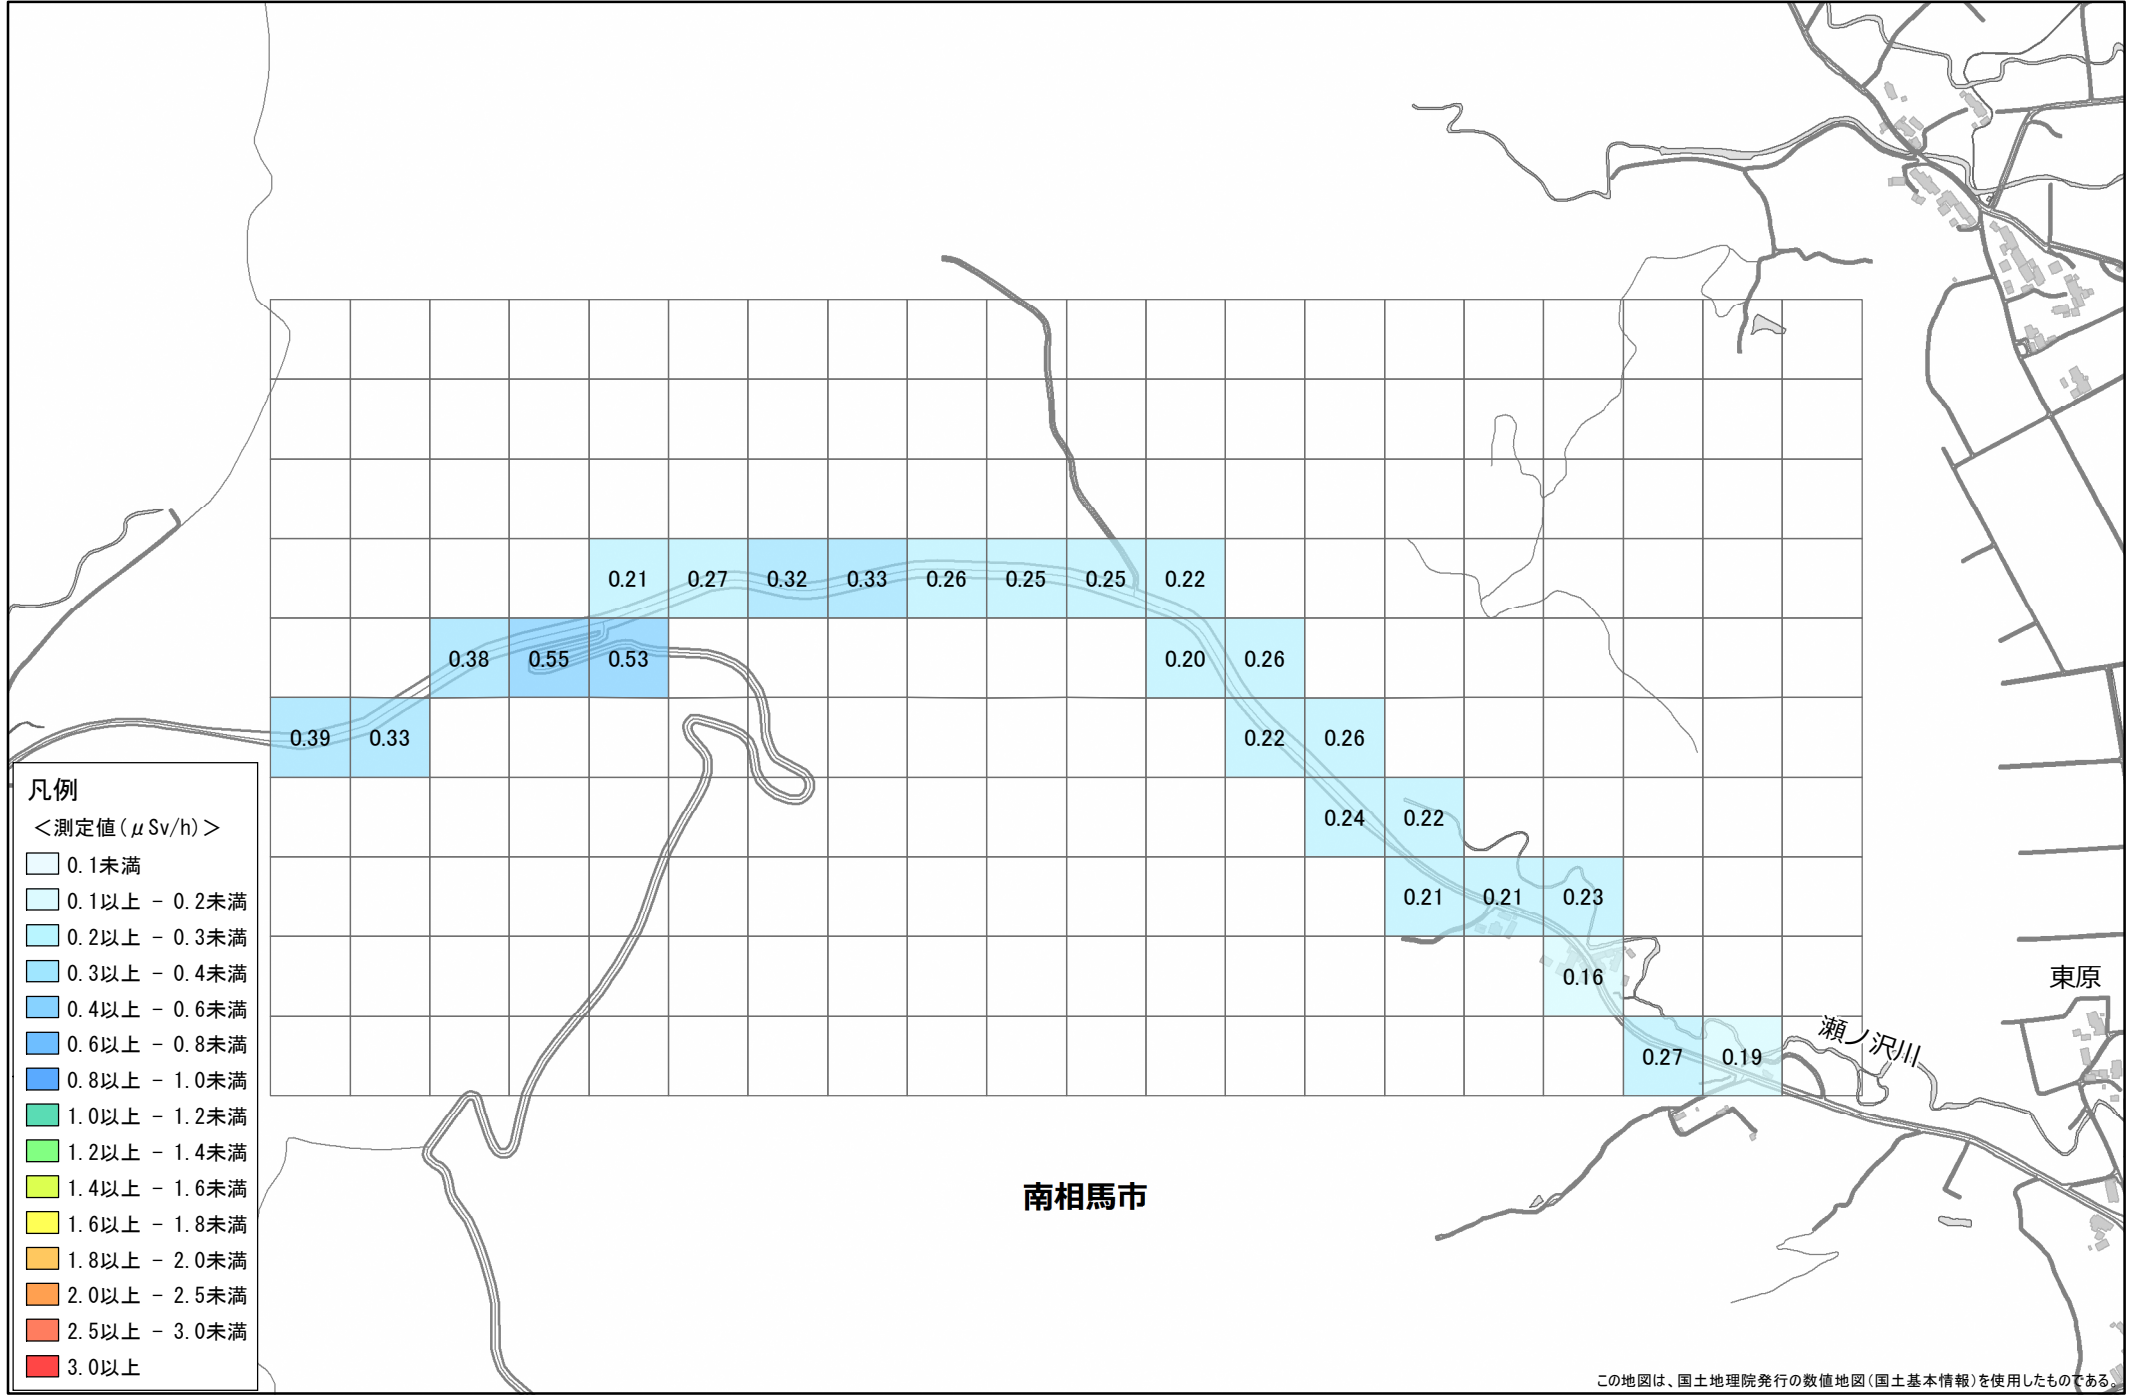 0.21 0.27 0.32 0.33 0.26 0.25 0.25 0.22
0.38 0.55 0.53 0.20 0.26
0.39 0.33 0.22 0.26
0.24 0.22
0.21 0.21 0.23
0.16
0.27 0.19
東原
瀬ノ沢川
南相馬市
凡例
＜測定値(μSv/h)＞
0.1未満
0.1以上 － 0.2未満
0.2以上 － 0.3未満
0.3以上 － 0.4未満
0.4以上 － 0.6未満
0.6以上 － 0.8未満
0.8以上 － 1.0未満
1.0以上 － 1.2未満
1.2以上 － 1.4未満
1.4以上 － 1.6未満
1.6以上 － 1.8未満
1.8以上 － 2.0未満
2.0以上 － 2.5未満
2.5以上 － 3.0未満
3.0以上
この地図は、国土地理院発行の数値地図(国土基本情報)を使用したものである。